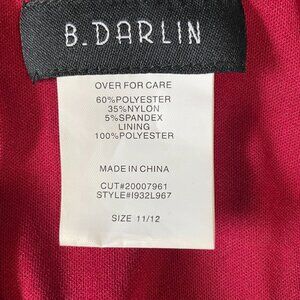 B.DARLIN
OVER FOR CARE
60%POLYESTER
35%NYLON
5%SPANDEX
LINING
100%POLYESTER
MADE IN CHINA
CUT#20007961
STYLE#I932L967
SIZE 11/12